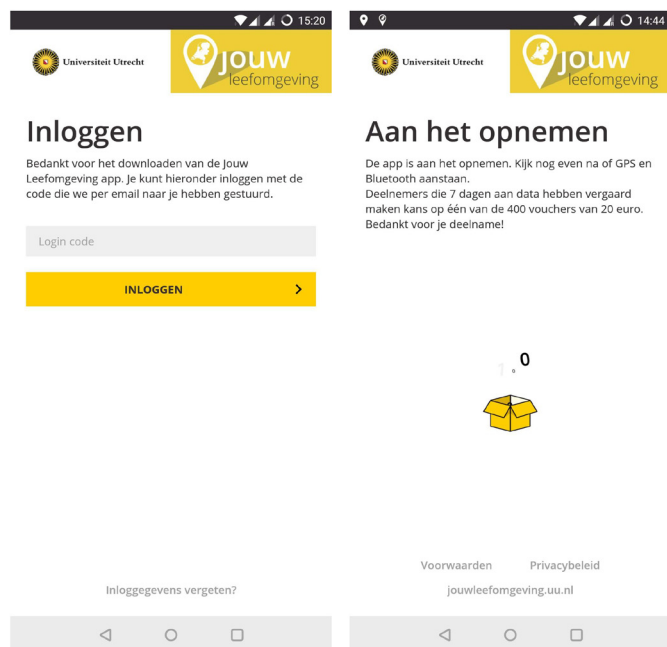 15:20
Universiteit Utrecht
jouw
leefomgeving
Inloggen
Bedankt voor het downloaden van de Jouw
Leefomgeving app. Je kunt hieronder inloggen met de
code die we per email naar je hebben gestuurd.
Login code
INLOGGEN
Inloggegevens vergeten?
14:44
Universiteit Utrecht
jouw
leefomgeving
Aan het opnemen
De app is aan het opnemen. Kijk nog even na of GPS en
Bluetooth aanstaan.
Deelnemers die 7 dagen aan data hebben vergaard
maken kans op één van de 400 vouchers van 20 euro.
Bedankt voor je deelname!
1 0 0
Voorwaarden Privacybeleid
jouwleefomgeving.uu.nl